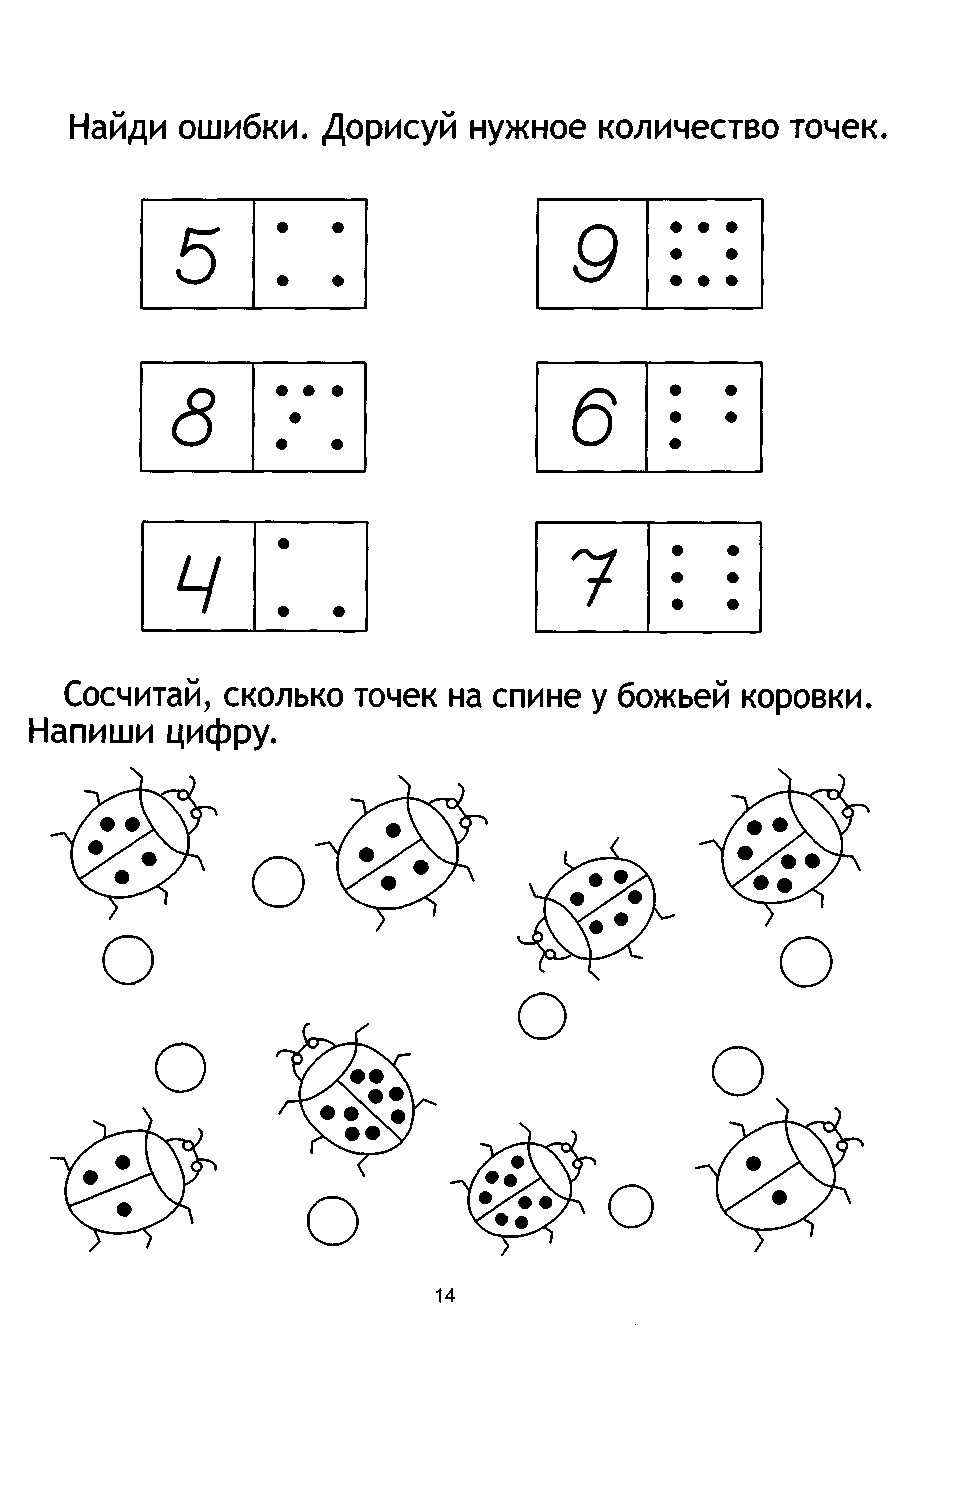 Найди ошибки. Дорисуй нужное количество точек.
5
9
8
6
4
7
Сосчитай, сколько точек на спине у божьей коровки.
Напиши цифру.
14